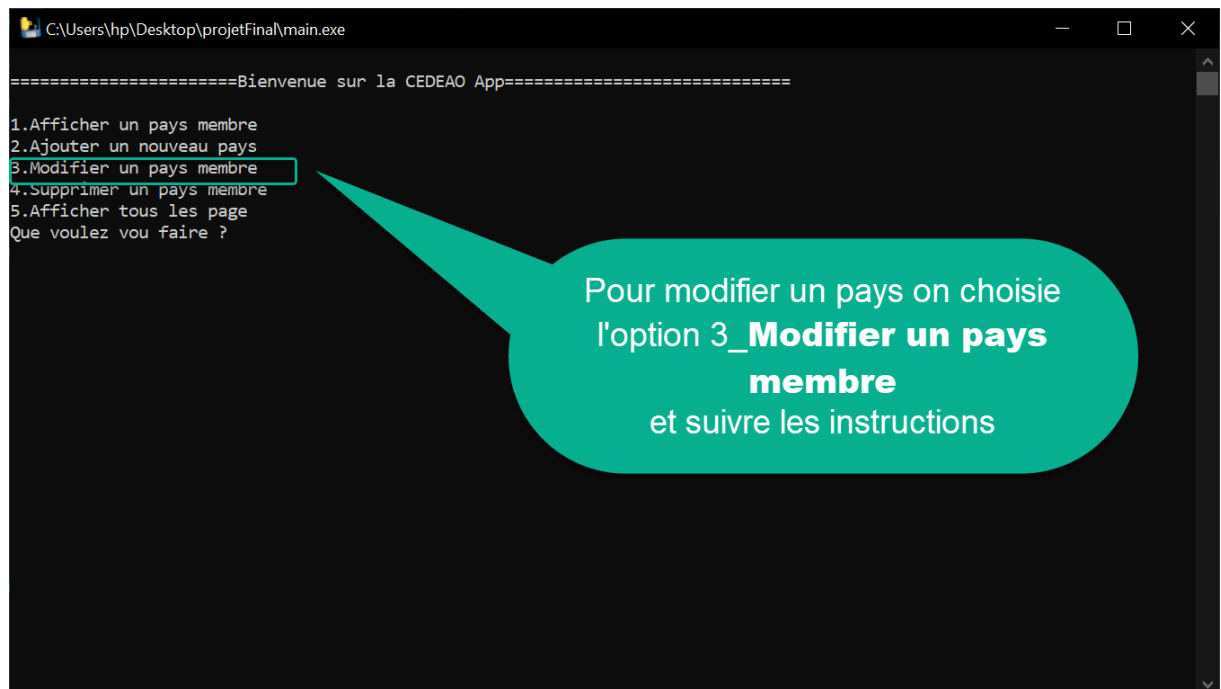 C:\Users\hp\Desktop\projetFinal\main.exe
=======================Bienvenue sur la CEDEAO App=============================
1.Afficher un pays membre
2.Ajouter un nouveau pays
3.Modifier un pays membre
4.Supprimer un pays membre
5.Afficher tous les page
Que voulez vou faire ?
Pour modifier un pays on choisie
l'option 3_Modifier un pays
membre
et suivre les instructions